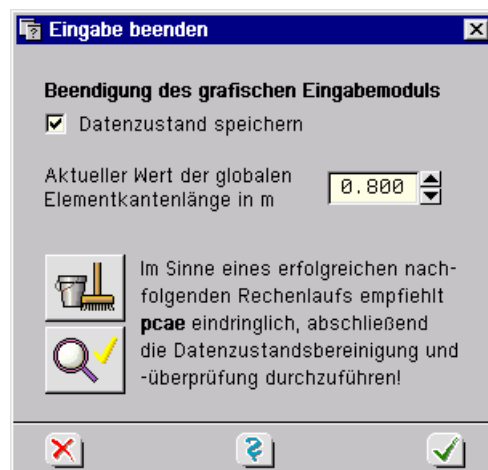 Eingabe beenden
Beendigung des grafischen Eingabemoduls
Datenzustand speichern
Aktueller Wert der globalen
Elementkantenlänge in m
0.800
Im Sinne eines erfolgreichen nach-
folgenden Rechenlaufs empfiehlt
pcae eindringlich, abschließend
die Datenzustandsbereinigung und
-überprüfung durchzuführen!